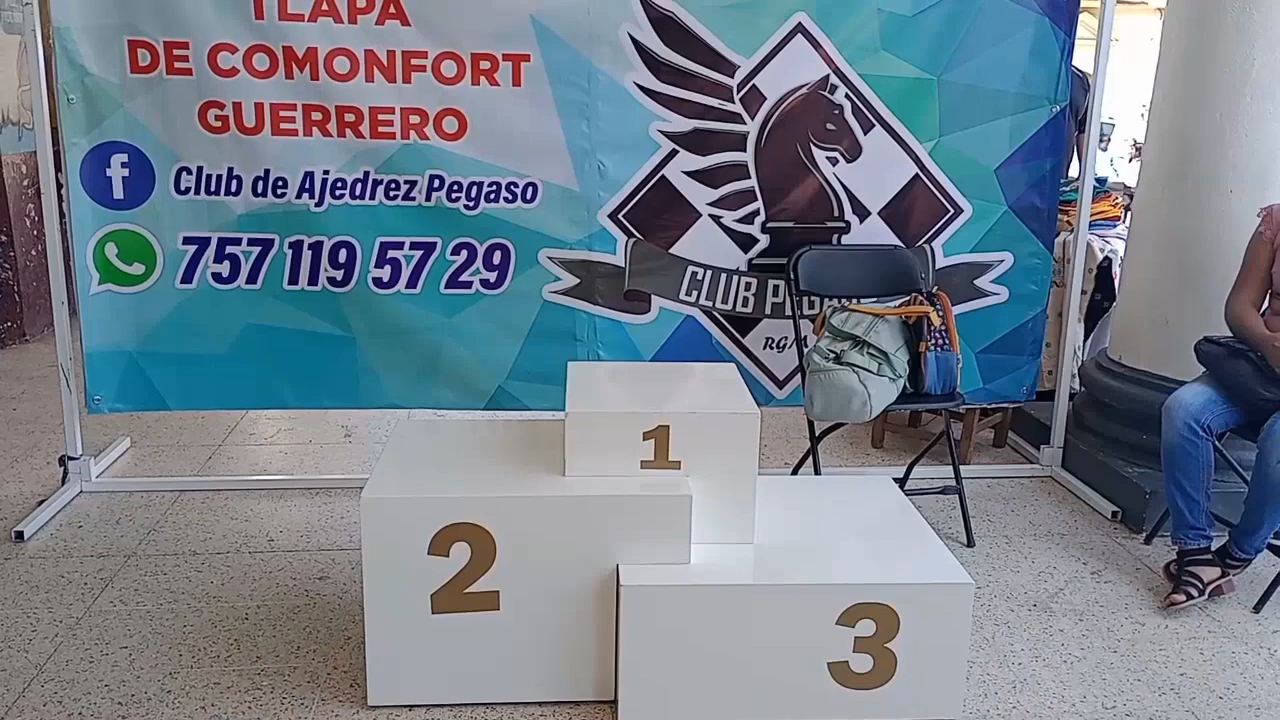 TLAPA
DE COMONFORT
GUERRERO
f
Club de Ajedrez Pegaso
757 119 57 29
CLUB
1
2
3